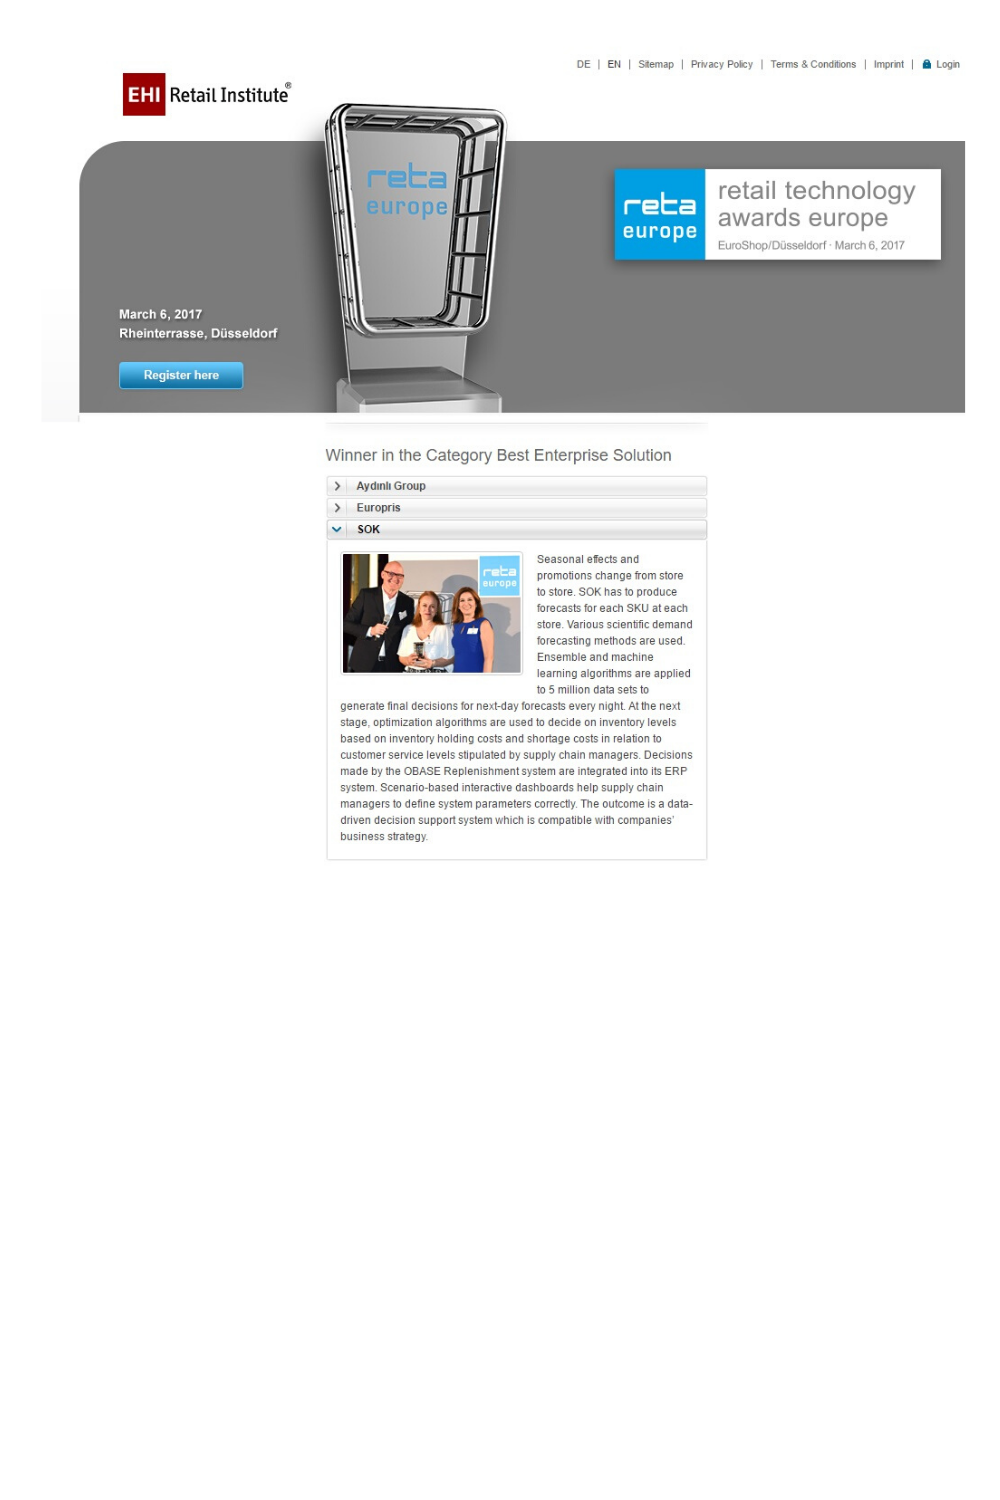 DE | EN | Sitemap | Privacy Policy | Terms & Conditions | Imprint | Login
EHI Retail Institute®
reta
europe
reta
europe
retail technology
awards europe
EuroShop/Düsseldorf · March 6, 2017
March 6, 2017
Rheinterrasse, Düsseldorf
Register here
Winner in the Category Best Enterprise Solution
Aydınlı Group
Europris
SOK
reta
europe
Seasonal effects and
promotions change from store
to store. SOK has to produce
forecasts for each SKU at each
store. Various scientific demand
forecasting methods are used.
Ensemble and machine
learning algorithms are applied
to 5 million data sets to
generate final decisions for next-day forecasts every night. At the next
stage, optimization algorithms are used to decide on inventory levels
based on inventory holding costs and shortage costs in relation to
customer service levels stipulated by supply chain managers. Decisions
made by the OBASE Replenishment system are integrated into its ERP
system. Scenario-based interactive dashboards help supply chain
managers to define system parameters correctly. The outcome is a data-
driven decision support system which is compatible with companies'
business strategy.